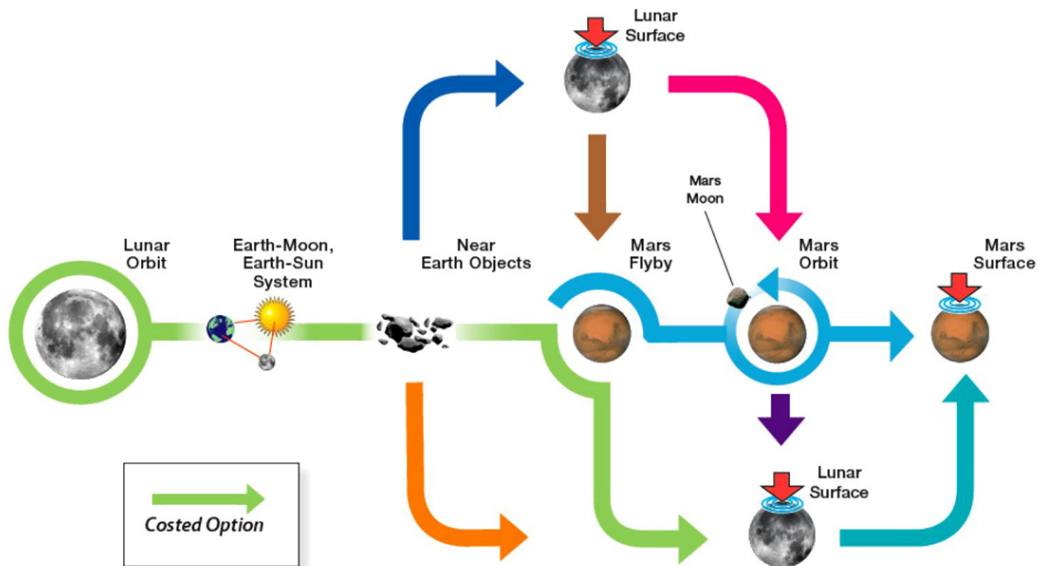 Lunar
Surface
Mars
Moon
Lunar
Orbit
Earth-Moon,
Earth-Sun
System
Near
Earth Objects
Mars
Flyby
Mars
Orbit
Mars
Surface
Lunar
Surface
Costed Option